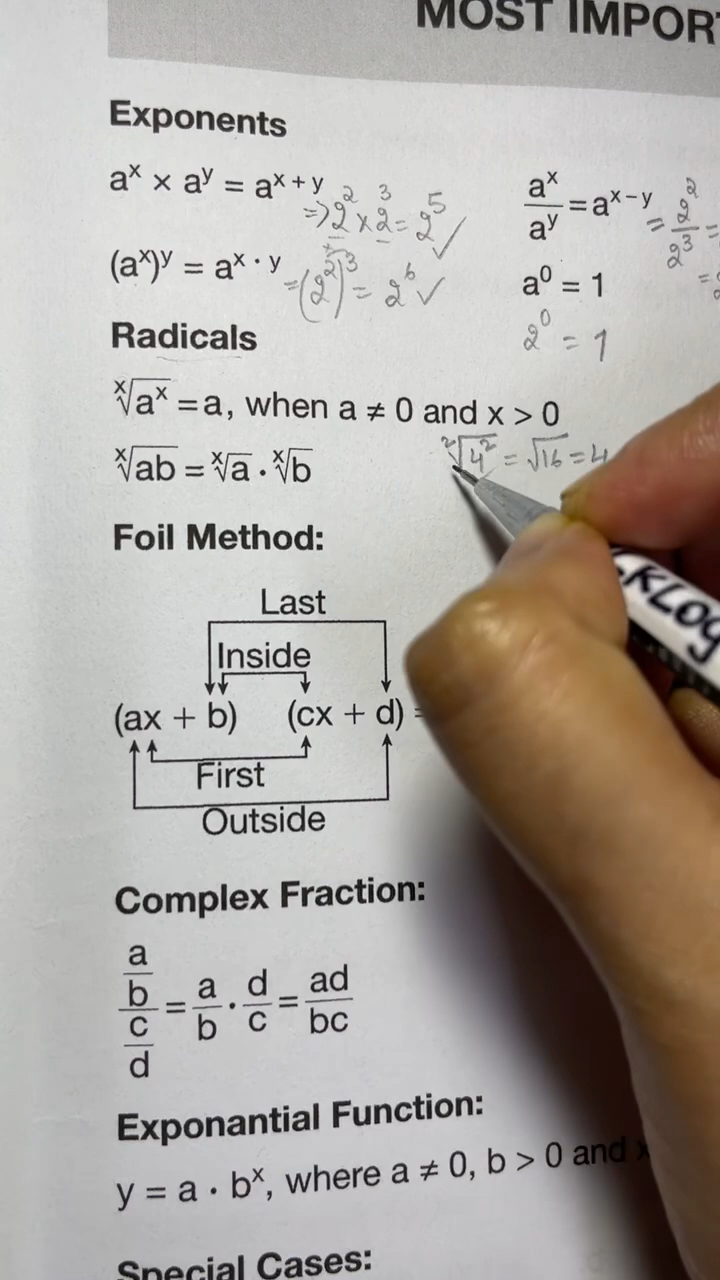 MOST IMPOR
Exponents
aˣ × aʸ = aˣ⁺ʸ
⇒ 2² × 2³ = 2⁵ ✓
(aˣ)ʸ = aˣ·ʸ
= (2²)³ = 2⁶ ✓
aˣ/aʸ = aˣ⁻ʸ
= 2²/2³ =
a⁰ = 1
2⁰ = 1
Radicals
ˣ√aˣ = a, when a ≠ 0 and x > 0
ˣ√ab = ˣ√a · ˣ√b
²√4² = √16 = 4
Foil Method:
Last
Inside
(ax + b) (cx + d) =
First
Outside
Complex Fraction:
a/b / c/d = a/b · d/c = ad/bc
Exponantial Function:
y = a · bˣ, where a ≠ 0, b > 0 and x
Special Cases: